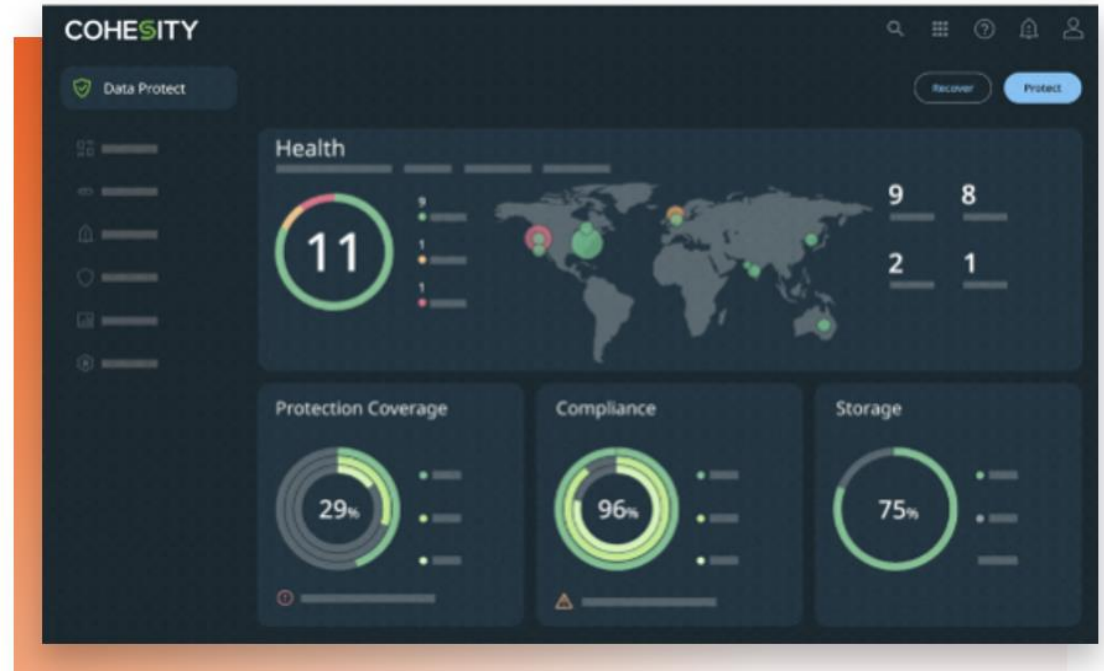 COHESITY
Data Protect
Recover
Protect
Health
11
9
1
1
9
8
2
1
Protection Coverage
Compliance
Storage
29%
96%
75%